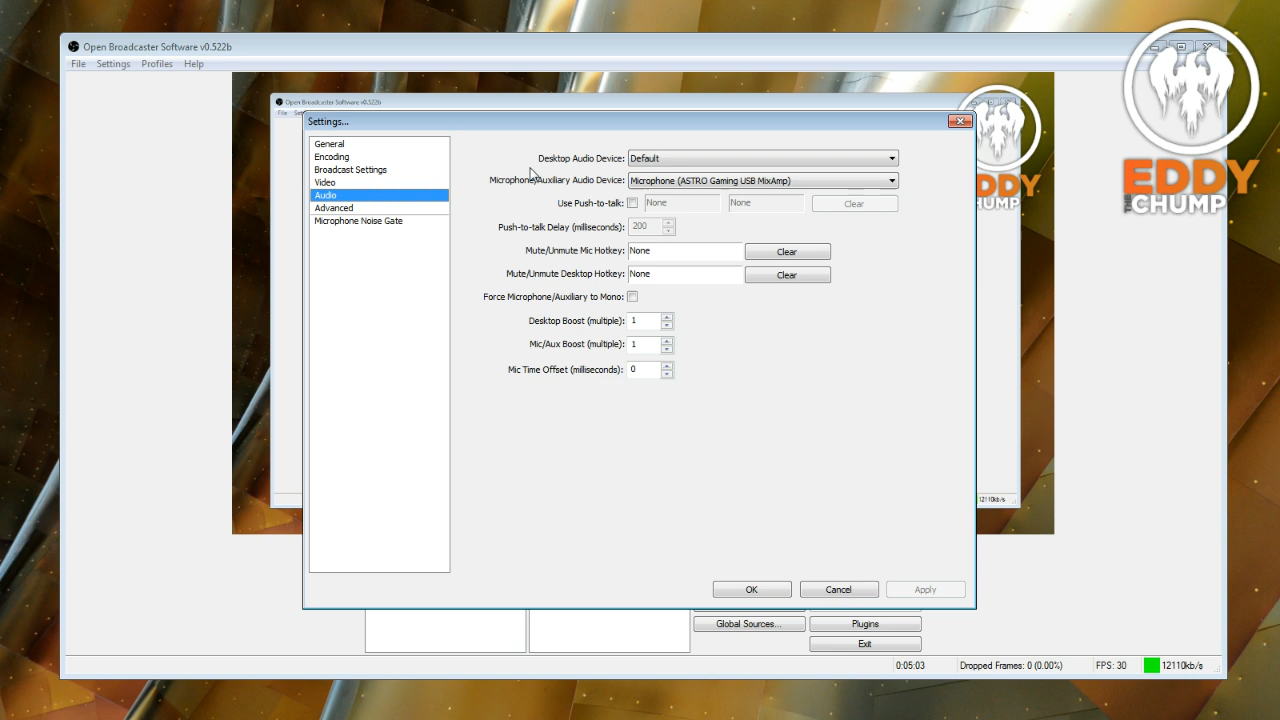 Open Broadcaster Software v0.522b
File Settings Profiles Help
Open Broadcaster Software v0.522b
File
Settings...
General
Encoding
Broadcast Settings
Video
Audio
Advanced
Microphone Noise Gate
Desktop Audio Device: Default
Microphone/Auxiliary Audio Device: Microphone (ASTRO Gaming USB MixAmp)
Use Push-to-talk: None None Clear
Push-to-talk Delay (milliseconds): 200
Mute/Unmute Mic Hotkey: None Clear
Mute/Unmute Desktop Hotkey: None Clear
Force Microphone/Auxiliary to Mono:
Desktop Boost (multiple): 1
Mic/Aux Boost (multiple): 1
Mic Time Offset (milliseconds): 0
OK Cancel Apply
EDDY
THE CHUMP
DDY
HUMP
12110kb/s
Global Sources... Plugins
Exit
0:05:03 Dropped Frames: 0 (0.00%) FPS: 30 12110kb/s